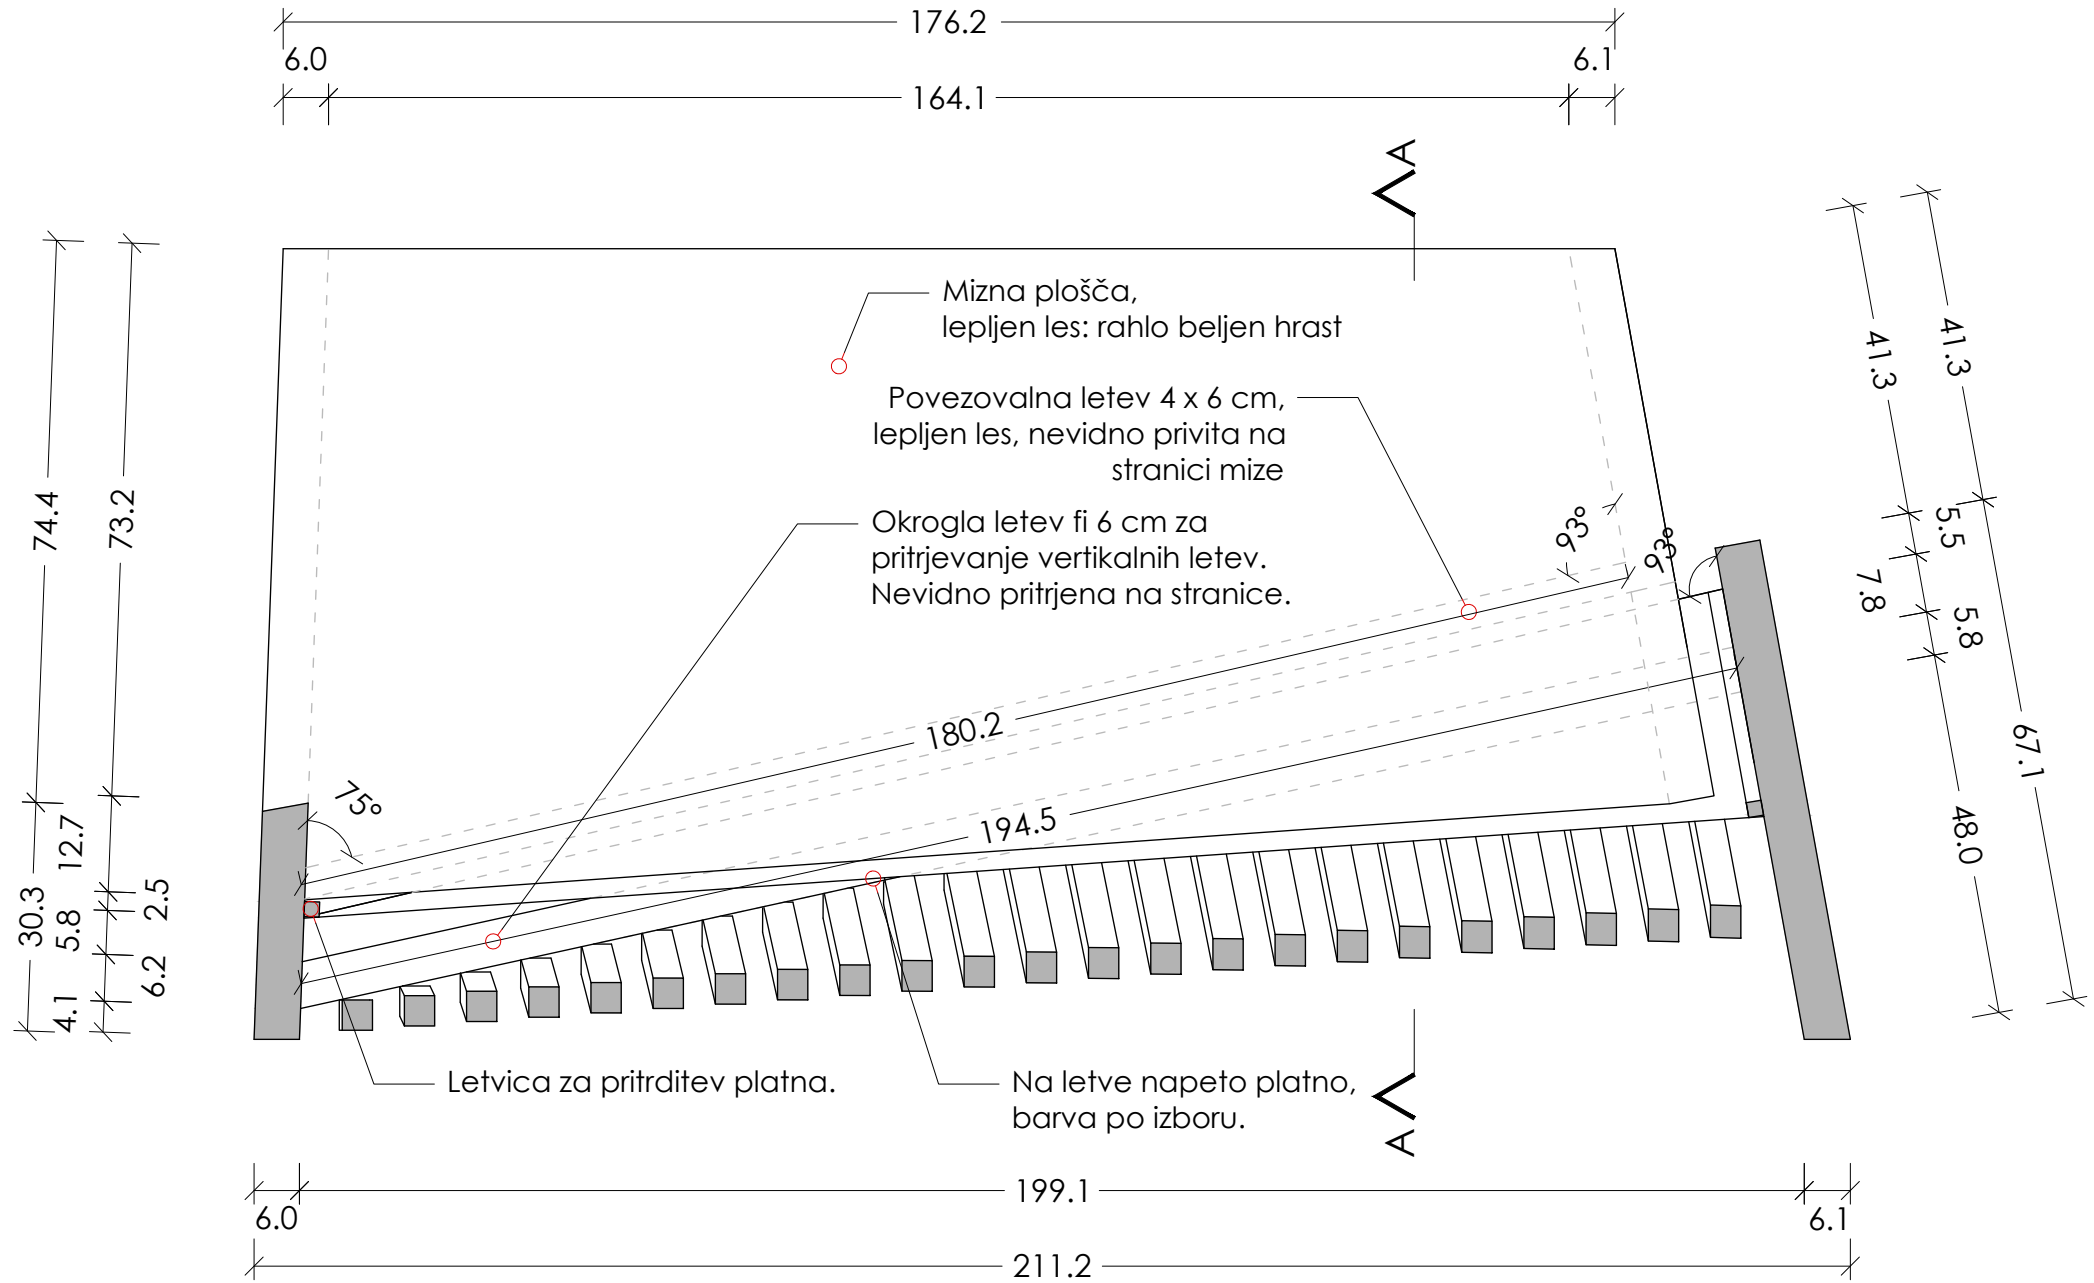 176.2
6.0
6.1
164.1
A
Mizna plošča,
lepljen les: rahlo beljen hrast
Povezovalna letev 4 x 6 cm,
lepljen les, nevidno privita na
stranici mize
Okrogla letev fi 6 cm za
pritrjevanje vertikalnih letev.
Nevidno pritrjena na stranice.
74.4
73.2
41.3
41.3
93°
93°
5.5
7.8
5.8
67.1
48.0
180.2
194.5
75°
12.7
30.3
5.8
2.5
6.2
4.1
Letvica za pritrditev platna.
Na letve napeto platno,
barva po izboru.
A
199.1
6.0
6.1
211.2